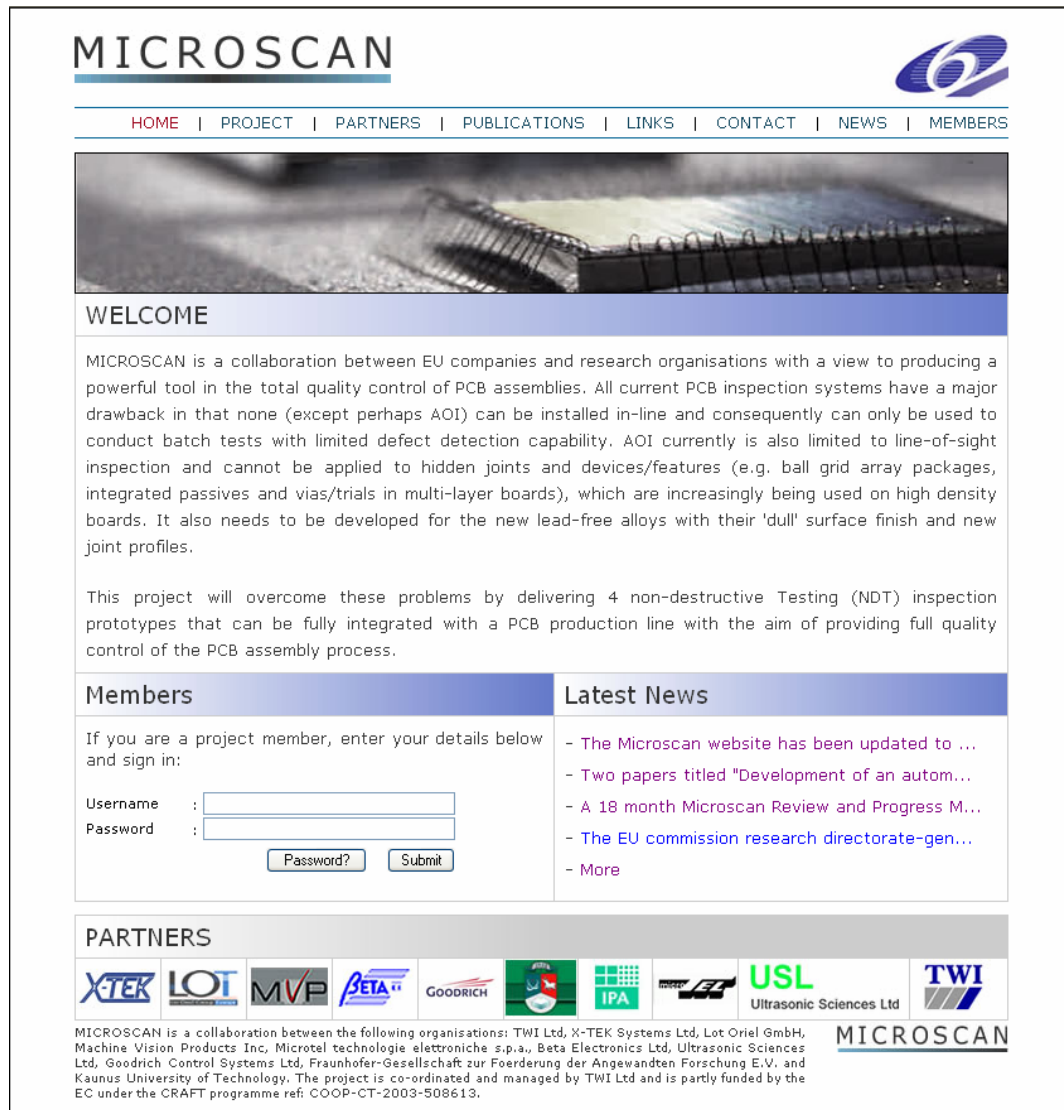 MICROSCAN
HOME | PROJECT | PARTNERS | PUBLICATIONS | LINKS | CONTACT | NEWS | MEMBERS
WELCOME
MICROSCAN is a collaboration between EU companies and research organisations with a view to producing a
powerful tool in the total quality control of PCB assemblies. All current PCB inspection systems have a major
drawback in that none (except perhaps AOI) can be installed in-line and consequently can only be used to
conduct batch tests with limited defect detection capability. AOI currently is also limited to line-of-sight
inspection and cannot be applied to hidden joints and devices/features (e.g. ball grid array packages,
integrated passives and vias/trials in multi-layer boards), which are increasingly being used on high density
boards. It also needs to be developed for the new lead-free alloys with their 'dull' surface finish and new
joint profiles.
This project will overcome these problems by delivering 4 non-destructive Testing (NDT) inspection
prototypes that can be fully integrated with a PCB production line with the aim of providing full quality
control of the PCB assembly process.
Members
If you are a project member, enter your details below
and sign in:
Username :
Password :
Password? Submit
Latest News
- The Microscan website has been updated to ...
- Two papers titled "Development of an autom...
- A 18 month Microscan Review and Progress M...
- The EU commission research directorate-gen...
- More
PARTNERS
X-TEK LOT MVP BETA GOODRICH IPA USL TWI
Ultrasonic Sciences Ltd
MICROSCAN is a collaboration between the following organisations: TWI Ltd, X-TEK Systems Ltd, Lot Oriel GmbH,
Machine Vision Products Inc, Microtel technologie elettroniche s.p.a., Beta Electronics Ltd, Ultrasonic Sciences
Ltd, Goodrich Control Systems Ltd, Fraunhofer-Gesellschaft zur Foerderung der Angewandten Forschung E.V. and
Kaunus University of Technology. The project is co-ordinated and managed by TWI Ltd and is partly funded by the
EC under the CRAFT programme ref: COOP-CT-2003-508613.
MICROSCAN